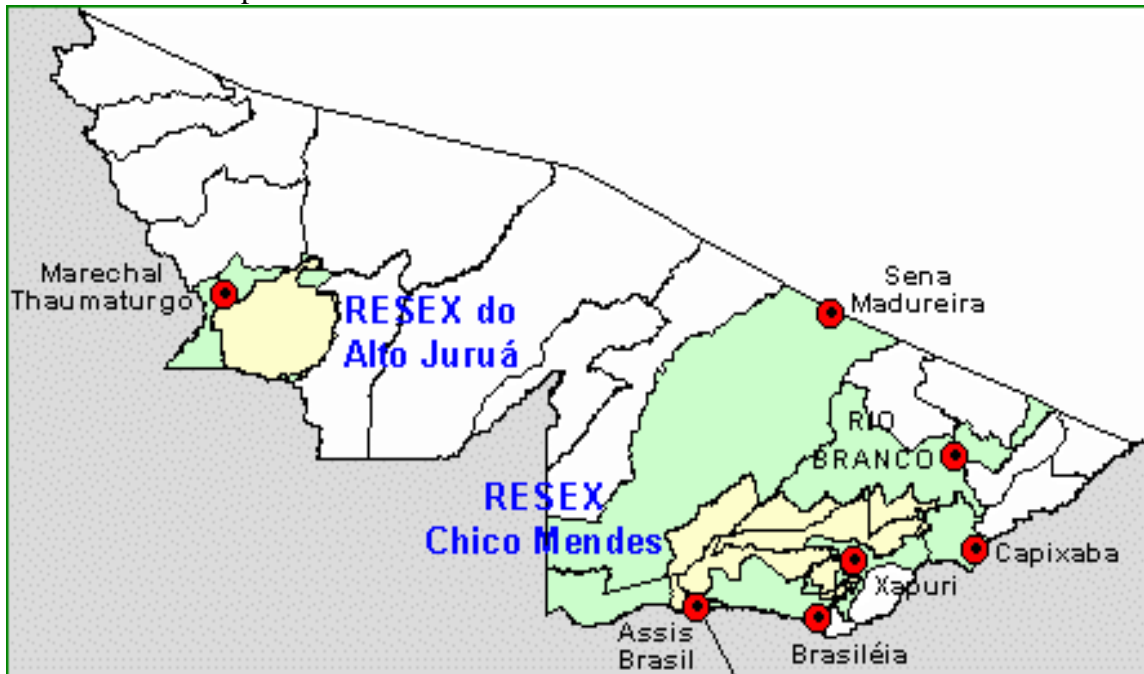 Marechal
Thaumaturgo
RESEX do
Alto Juruá
Sena
Madureira
RIO
BRANCO
RESEX
Chico Mendes
Capixaba
Xapuri
Assis
Brasil
Brasiléia